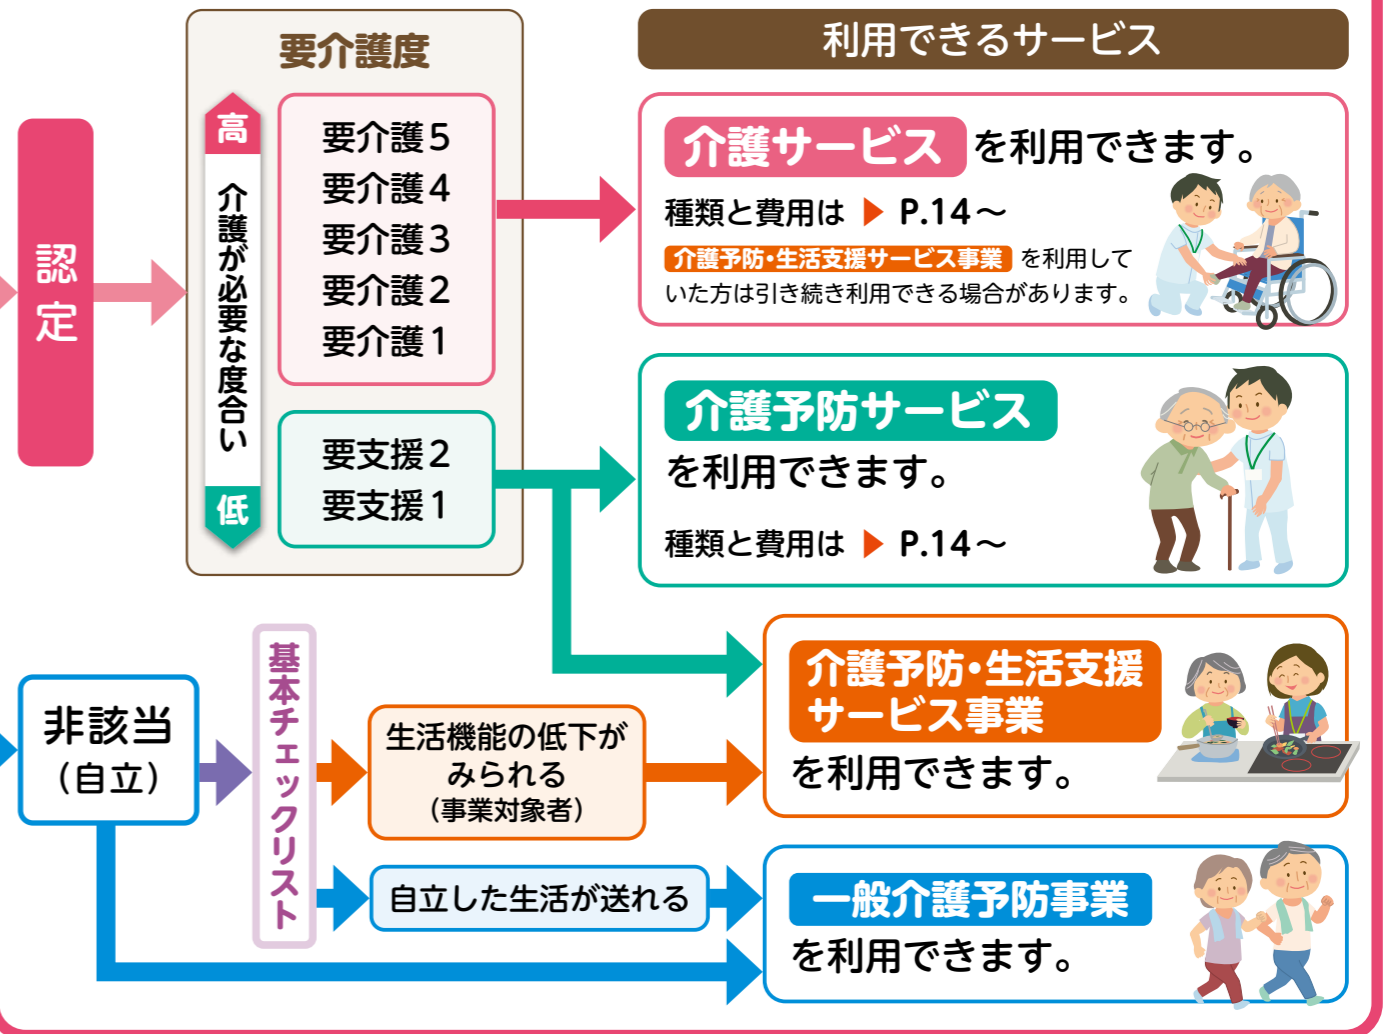 認定
要介護度
高
介護が必要な度合い
低
要介護5
要介護4
要介護3
要介護2
要介護1
要支援2
要支援1
利用できるサービス
介護サービス を利用できます。
種類と費用は ▶ P.14～
介護予防・生活支援サービス事業 を利用して
いた方は引き続き利用できる場合があります。
介護予防サービス
を利用できます。
種類と費用は ▶ P.14～
非該当
（自立）
基本チェックリスト
生活機能の低下が
みられる
（事業対象者）
自立した生活が送れる
介護予防・生活支援
サービス事業
を利用できます。
一般介護予防事業
を利用できます。